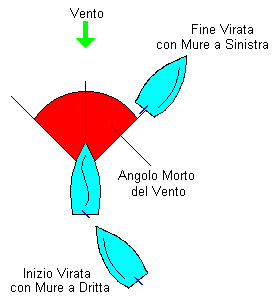 Vento
Fine Virata
con Mure a Sinistra
Angolo Morto
del Vento
Inizio Virata
con Mure a Dritta